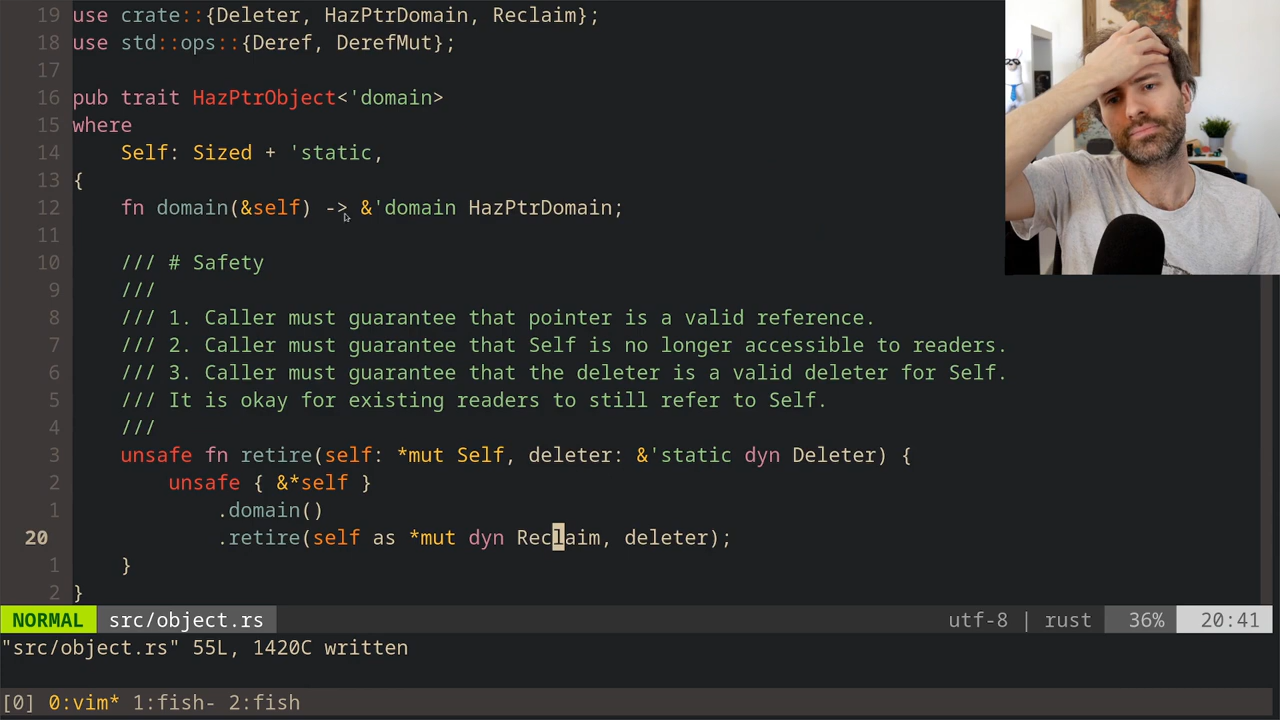 19 use crate::{Deleter, HazPtrDomain, Reclaim};
18 use std::ops::{Deref, DerefMut};
17
16 pub trait HazPtrObject<'domain>
15 where
14     Self: Sized + 'static,
13 {
12     fn domain(&self) -> &'domain HazPtrDomain;
11
10     /// # Safety
9     ///
8     /// 1. Caller must guarantee that pointer is a valid reference.
7     /// 2. Caller must guarantee that Self is no longer accessible to readers.
6     /// 3. Caller must guarantee that the deleter is a valid deleter for Self.
5     /// It is okay for existing readers to still refer to Self.
4     ///
3     unsafe fn retire(self: *mut Self, deleter: &'static dyn Deleter) {
2         unsafe { &*self }
1             .domain()
20             .retire(self as *mut dyn Reclaim, deleter);
1     }
2 }
NORMAL src/object.rs utf-8 | rust 36% 20:41
"src/object.rs" 55L, 1420C written
[0] 0:vim* 1:fish- 2:fish